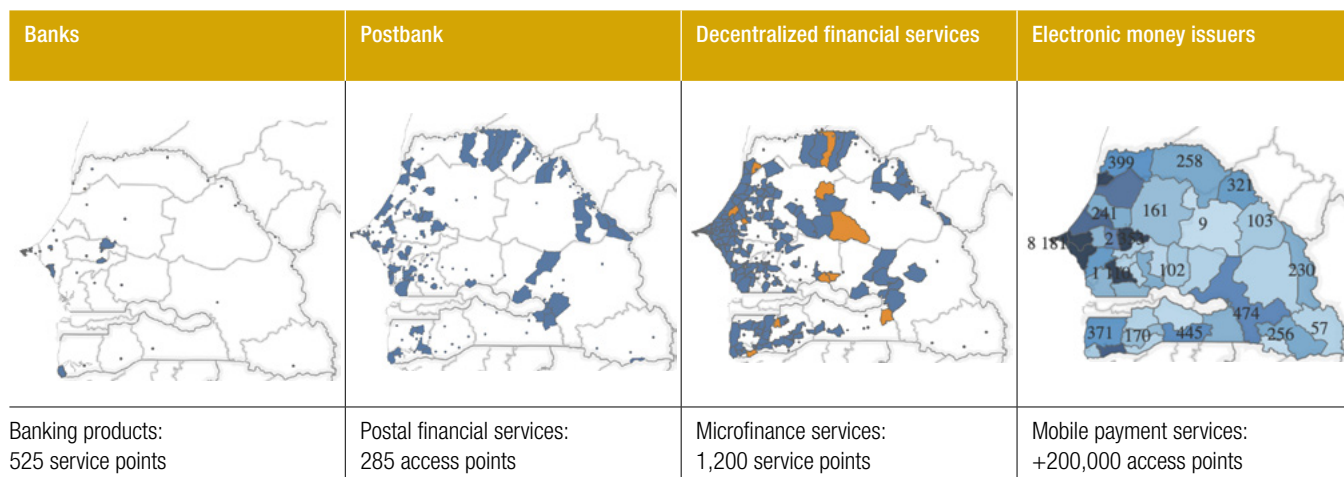 Banks
Postbank
Decentralized financial services
Electronic money issuers
399
258
321
241
161
9
103
8 181
102
230
474
371
170
445
256
57
Banking products:
525 service points
Postal financial services:
285 access points
Microfinance services:
1,200 service points
Mobile payment services:
+200,000 access points